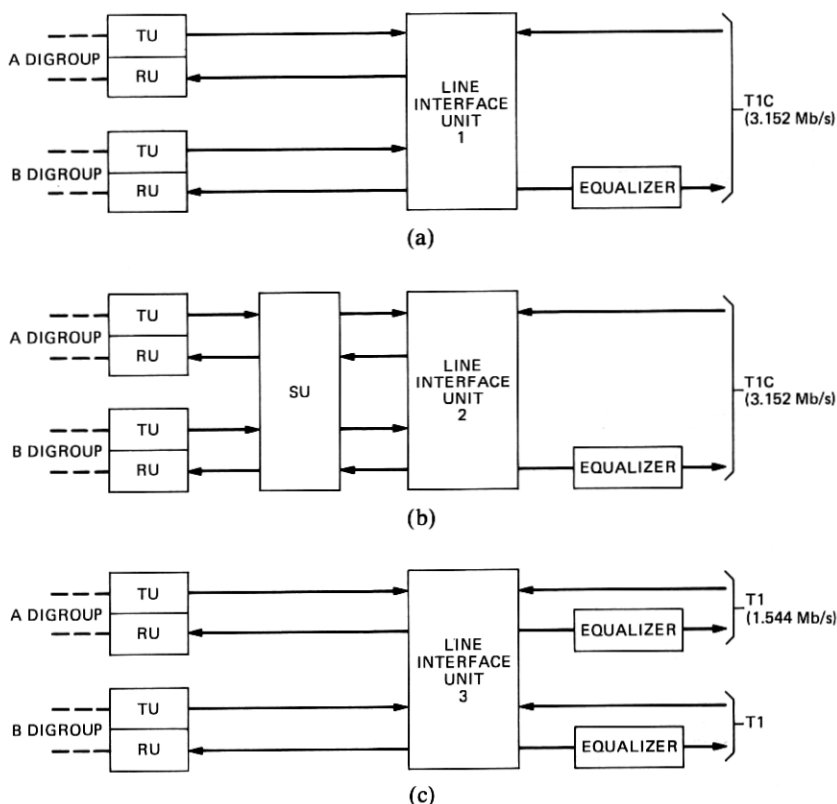 A DIGROUP
TU
RU
B DIGROUP
TU
RU
LINE
INTERFACE
UNIT
1
EQUALIZER
T1C
(3.152 Mb/s)
(a)
A DIGROUP
TU
RU
B DIGROUP
TU
RU
SU
LINE
INTERFACE
UNIT
2
EQUALIZER
T1C
(3.152 Mb/s)
(b)
A DIGROUP
TU
RU
B DIGROUP
TU
RU
LINE
INTERFACE
UNIT
3
EQUALIZER
T1
(1.544 Mb/s)
EQUALIZER
T1
(c)